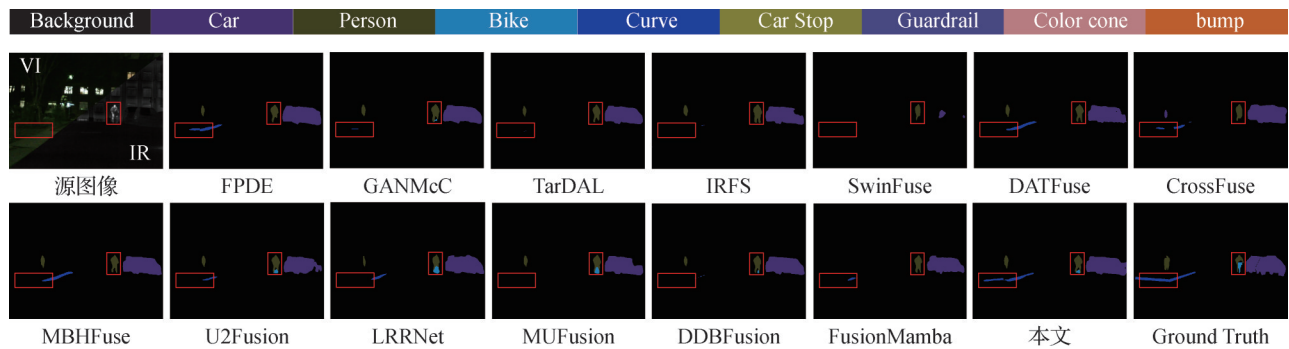 Background Car Person Bike Curve Car Stop Guardrail Color cone bump
VI
IR
源图像 FPDE GANMcC TarDAL IRFS SwinFuse DATFuse CrossFuse
MBHFuse U2Fusion LRRNet MUFusion DDBFusion FusionMamba 本文 Ground Truth